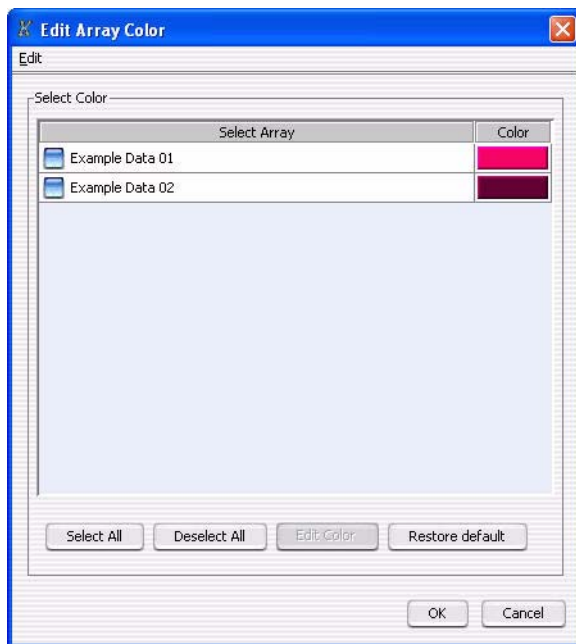 Edit Array Color
Edit
Select Color
Select Array Color
Example Data 01
Example Data 02
Select All Deselect All Edit Color Restore default
OK Cancel